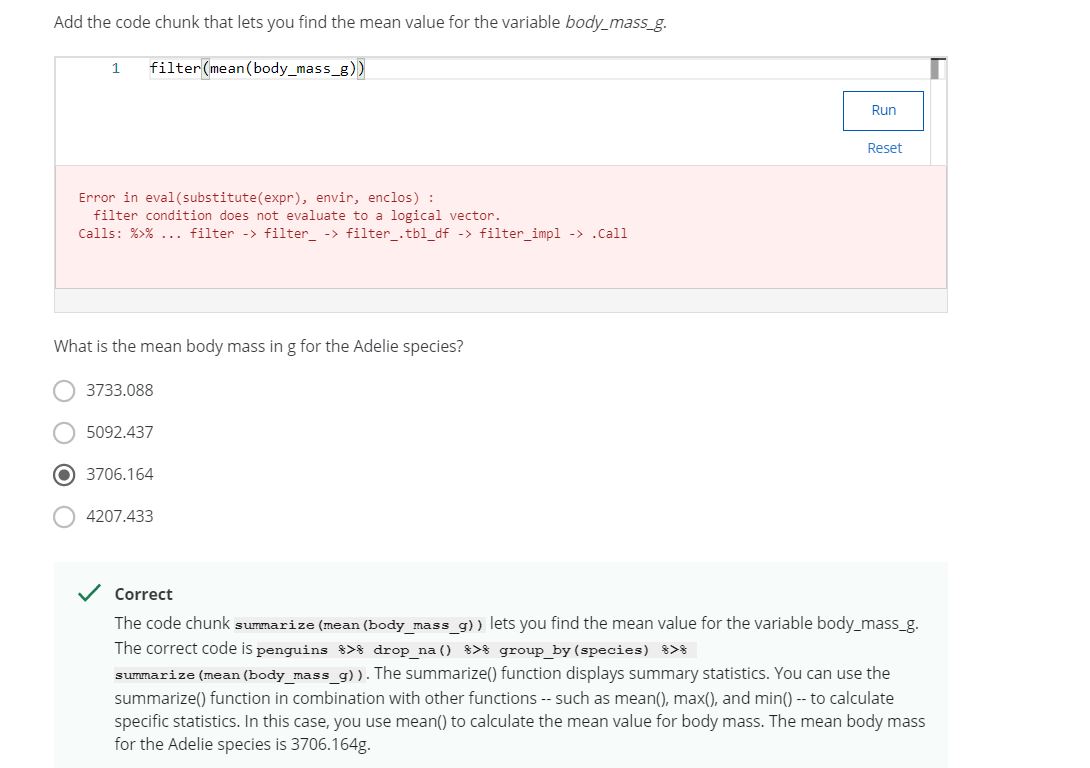 Add the code chunk that lets you find the mean value for the variable body_mass_g.
1 filter(mean(body_mass_g))
Run
Reset
Error in eval(substitute(expr), envir, enclos) :
filter condition does not evaluate to a logical vector.
Calls: %>% ... filter -> filter_ -> filter_.tbl_df -> filter_impl -> .Call
What is the mean body mass in g for the Adelie species?
3733.088
5092.437
3706.164
4207.433
Correct
The code chunk summarize(mean(body_mass_g)) lets you find the mean value for the variable body_mass_g.
The correct code is penguins %>% drop_na() %>% group_by(species) %>%
summarize(mean(body_mass_g)). The summarize() function displays summary statistics. You can use the
summarize() function in combination with other functions -- such as mean(), max(), and min() -- to calculate
specific statistics. In this case, you use mean() to calculate the mean value for body mass. The mean body mass
for the Adelie species is 3706.164g.